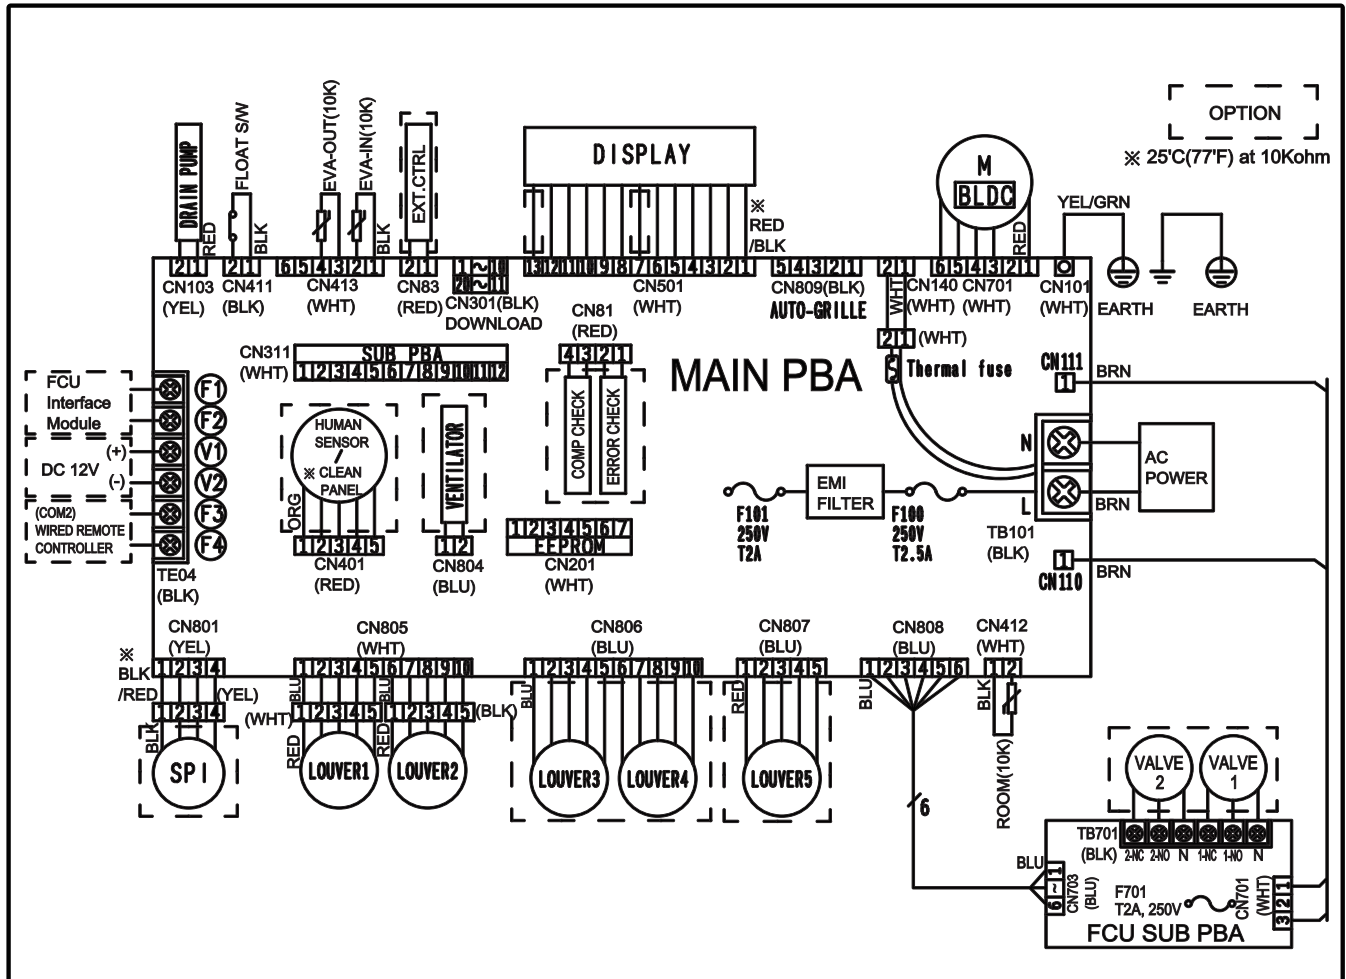 OPTION
※ 25'C(77'F) at 10Kohm
DRAIN PUMP
RED
FLOAT S/W
BLK
EVA-OUT(10K)
EVA-IN(10K)
BLK
EXT.CTRL
DISPLAY
※
RED
/BLK
M
BLDC
RED
YEL/GRN
EARTH
EARTH
2 1
CN103
(YEL)
2 1
CN411
(BLK)
6 5 4 3 2 1
CN413
(WHT)
2 1
CN83
(RED)
1 ~ 10
20 ~ 11
CN301(BLK)
DOWNLOAD
13 12 11 10 9 8 7 6 5 4 3 2 1
CN501
(WHT)
5 4 3 2 1
CN809(BLK)
AUTO-GRILLE
2 1
WHT
CN140
(WHT)
6 5 4 3 2 1
CN701
(WHT)
CN101
(WHT)
2 1 (WHT)
S Thermal fuse
CN311
(WHT)
SUB PBA
1 2 3 4 5 6 7 8 9 10 11 12
CN81
(RED)
4 3 2 1
COMP CHECK
ERROR CHECK
MAIN PBA
CN111
1
BRN
FCU
Interface
Module
F1
F2
(+)
DC 12V
(-)
V1
V2
(COM2)
WIRED REMOTE
CONTROLLER
F3
F4
TE04
(BLK)
HUMAN
SENSOR
/
※ CLEAN
PANEL
ORG
1 2 3 4 5
CN401
(RED)
VENTILATOR
1 2
CN804
(BLU)
1 2 3 4 5 6 7
EEPROM
CN201
(WHT)
F101
250V
T2A
EMI
FILTER
F100
250V
T2.5A
N
L
TB101
(BLK)
AC
POWER
BRN
1
CN110
BRN
CN801
(YEL)
※
BLK
/RED
1 2 3 4
(YEL)
1 2 3 4
BLK
SPI
CN805
(WHT)
1 2 3 4 5 6 7 8 9 10
BLU
BLU
(WHT)
1 2 3 4 5
1 2 3 4 5
(BLK)
RED
RED
LOUVER1
LOUVER2
CN806
(BLU)
1 2 3 4 5 6 7 8 9 10
BLU
LOUVER3
LOUVER4
CN807
(BLU)
1 2 3 4 5
RED
LOUVER5
CN808
(BLU)
1 2 3 4 5 6
BLU
6
CN412
(WHT)
1 2
BLK
ROOM(10K)
VALVE
2
VALVE
1
TB701
(BLK)
2-NC 2-NO N 1-NC 1-NO N
BLU
1 ~ 6
CN703
(BLU)
F701
T2A, 250V
CN701
(WHT)
1 2 3
FCU SUB PBA